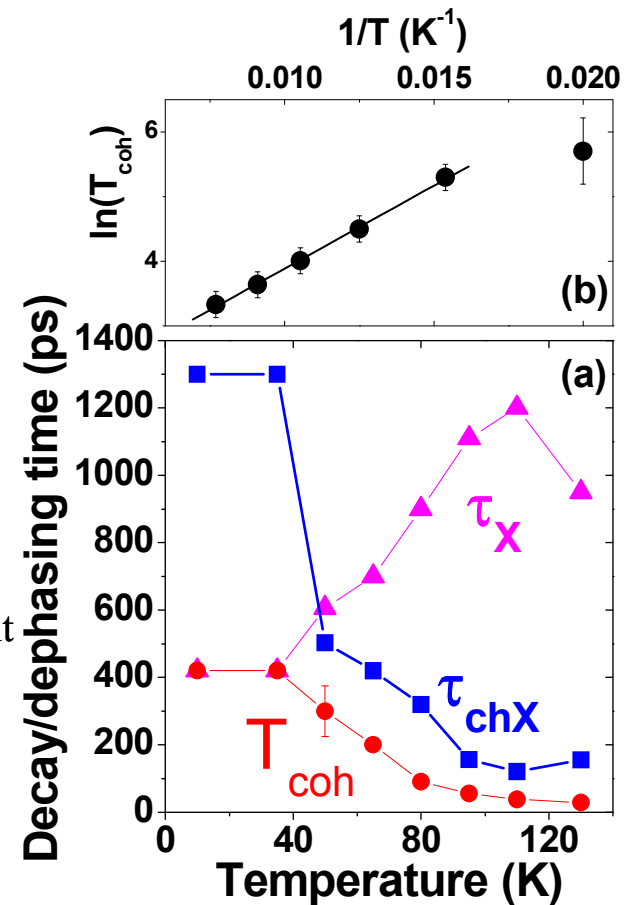 1/T (K⁻¹)
0.010 0.015 0.020
6
4
ln(T_coh)
(b)
1400
1200
1000
800
600
400
200
0
Decay/dephasing time (ps)
(a)
τ_X
τ_chX
T_coh
it
0 40 80 120
Temperature (K)